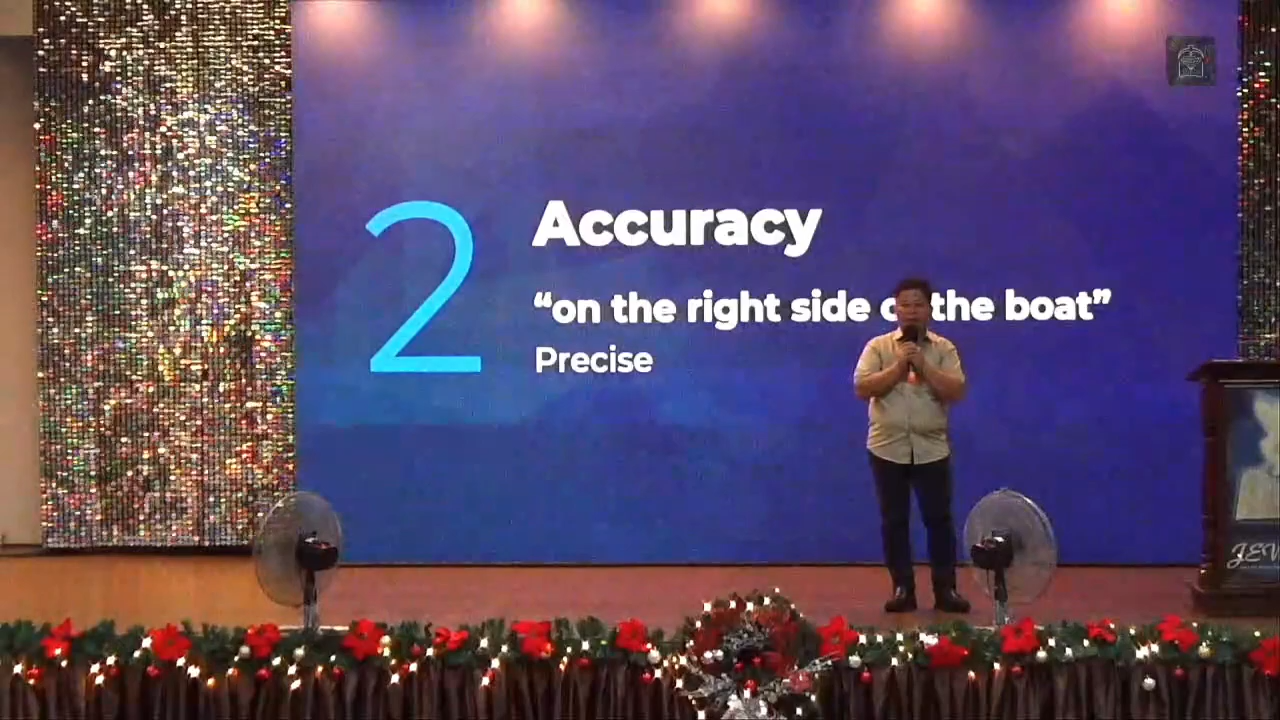 2
Accuracy
“on the right side the boat”
Precise